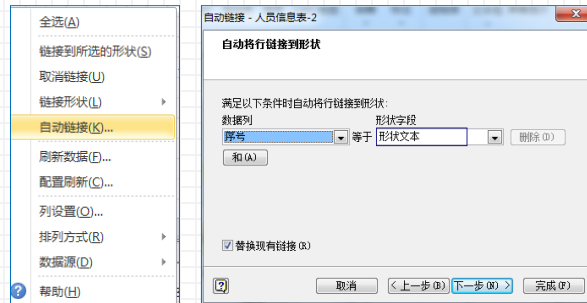 全选(A)
链接到所选的形状(S)
取消链接(U)
链接形状(L)
自动链接(K)...
刷新数据(F)...
配置刷新(C)...
列设置(O)...
排列方式(R)
数据源(D)
帮助(H)
自动链接 - 人员信息表-2
自动将行链接到形状
满足以下条件时自动将行链接到形状:
数据列 形状字段
序号 等于 形状文本 删除(D)
和(A)
替换现有链接(R)
取消 <上一步(B) 下一步(N) > 完成(F)